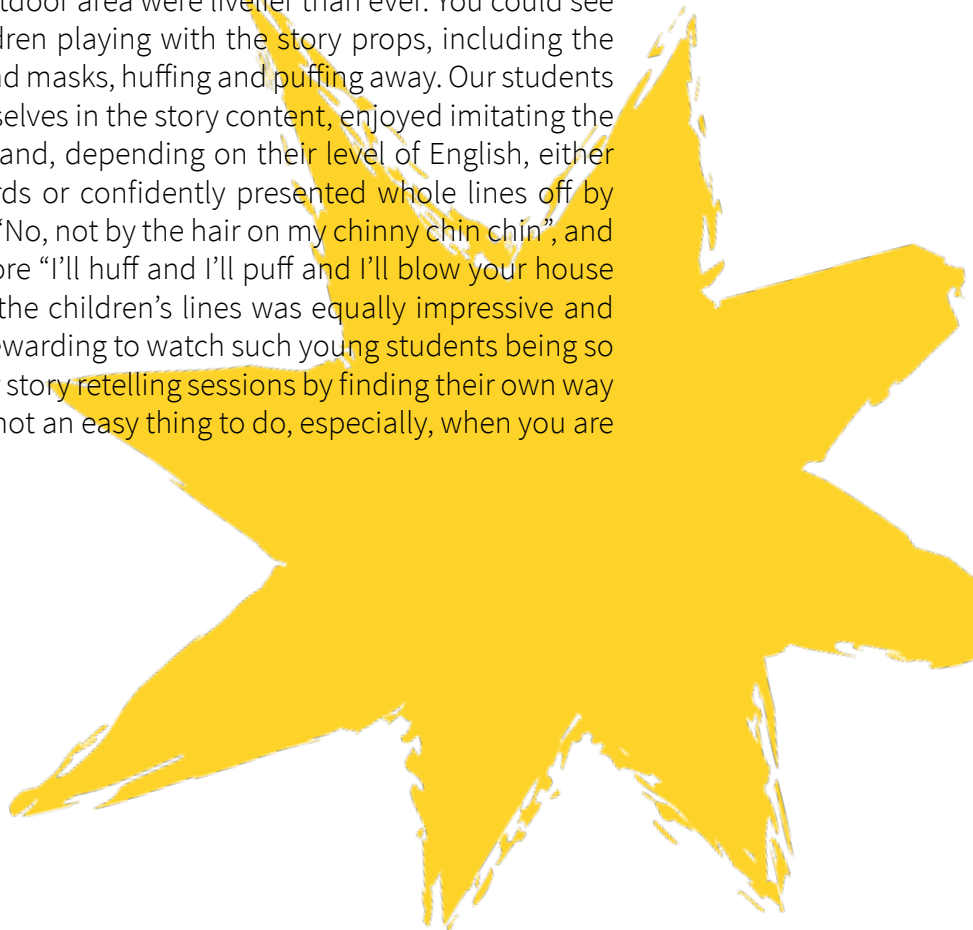 door area were livelier than ever. You could see
dren playing with the story props, including the
nd masks, huffing and puffing away. Our students
selves in the story content, enjoyed imitating the
and, depending on their level of English, either
rds or confidently presented whole lines off by
“No, not by the hair on my chinny chin chin”, and
ore “I’ll huff and I’ll puff and I’ll blow your house
the children’s lines was equally impressive and
ewarding to watch such young students being so
story retelling sessions by finding their own way
not an easy thing to do, especially, when you are